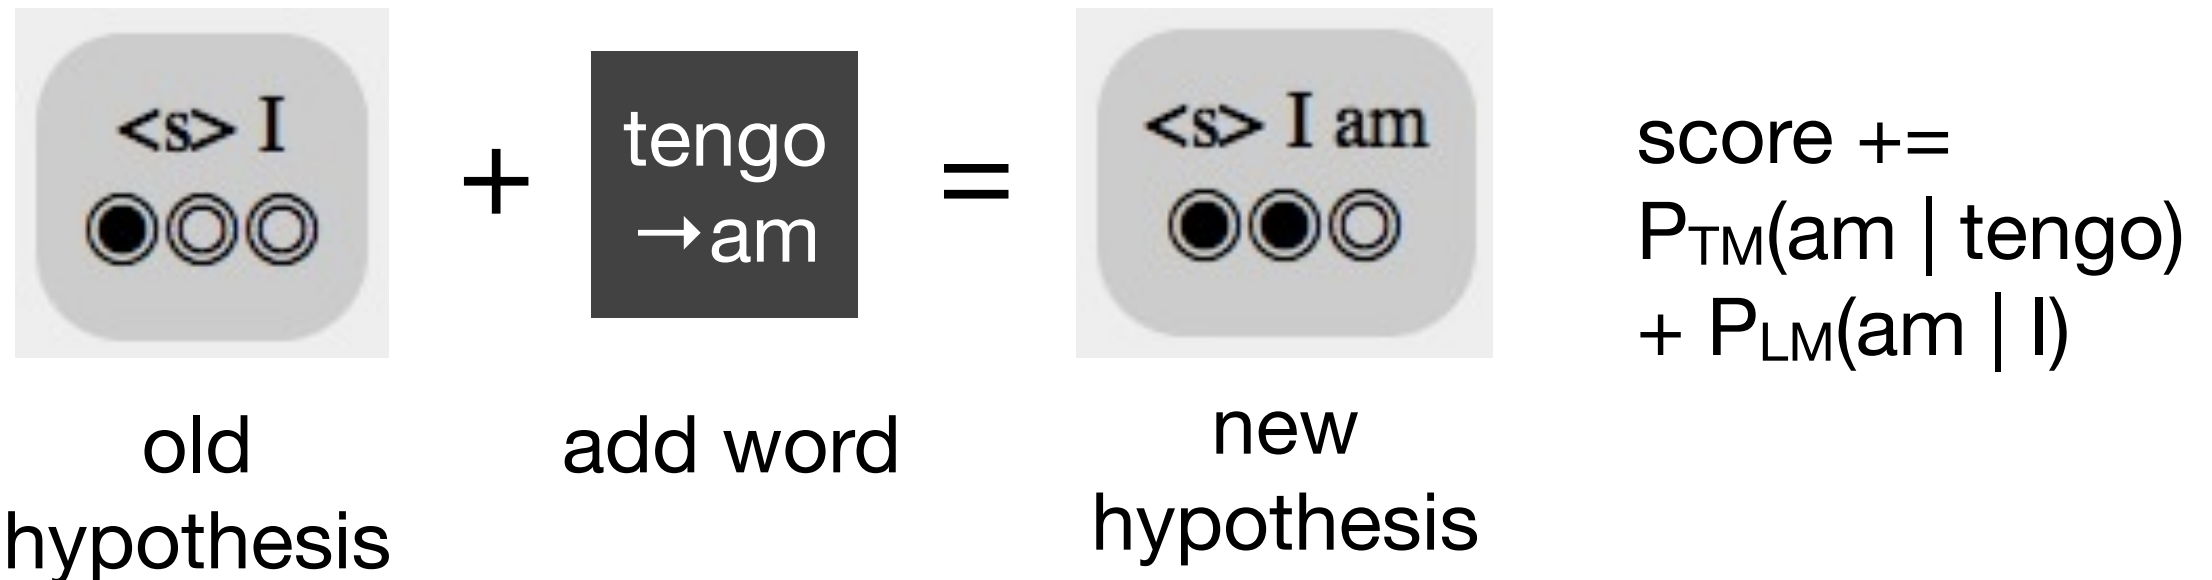 <s> I
+
tengo
→am
=
<s> I am
score +=
PTM(am | tengo)
+ PLM(am | I)
old
hypothesis
add word
new
hypothesis